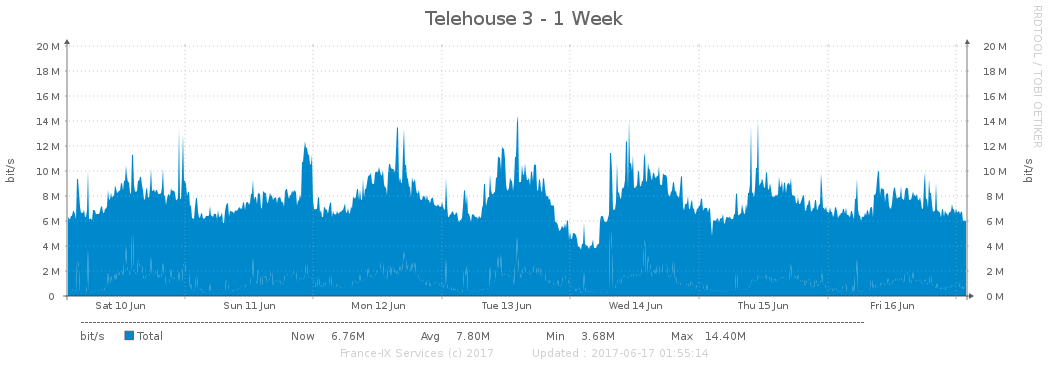 Telehouse 3 - 1 Week
RRDTOOL / TOBI OETIKER
bit/s
bit/s
20 M 20 M
18 M 18 M
16 M 16 M
14 M 14 M
12 M 12 M
10 M 10 M
8 M 8 M
6 M 6 M
4 M 4 M
2 M 2 M
0 0 M
Sat 10 Jun Sun 11 Jun Mon 12 Jun Tue 13 Jun Wed 14 Jun Thu 15 Jun Fri 16 Jun
bit/s Total Now 6.76M Avg 7.80M Min 3.68M Max 14.40M
France-IX Services (c) 2017 Updated : 2017-06-17 01:55:14